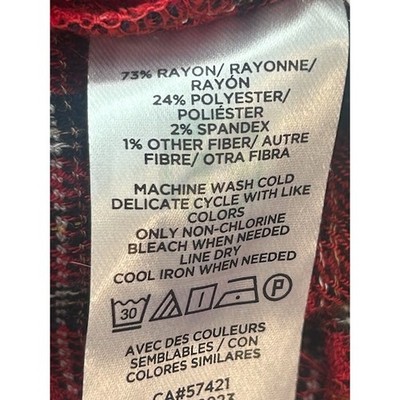 73% RAYON/ RAYONNE/
RAYÓN
24% POLYESTER/
POLIÉSTER
2% SPANDEX
1% OTHER FIBER/ AUTRE
FIBRE/ OTRA FIBRA
MACHINE WASH COLD
DELICATE CYCLE WITH LIKE
COLORS
ONLY NON-CHLORINE
BLEACH WHEN NEEDED
LINE DRY
COOL IRON WHEN NEEDED
30 P
AVEC DES COULEURS
SEMBLABLES / CON
COLORES SIMILARES
CA#57421